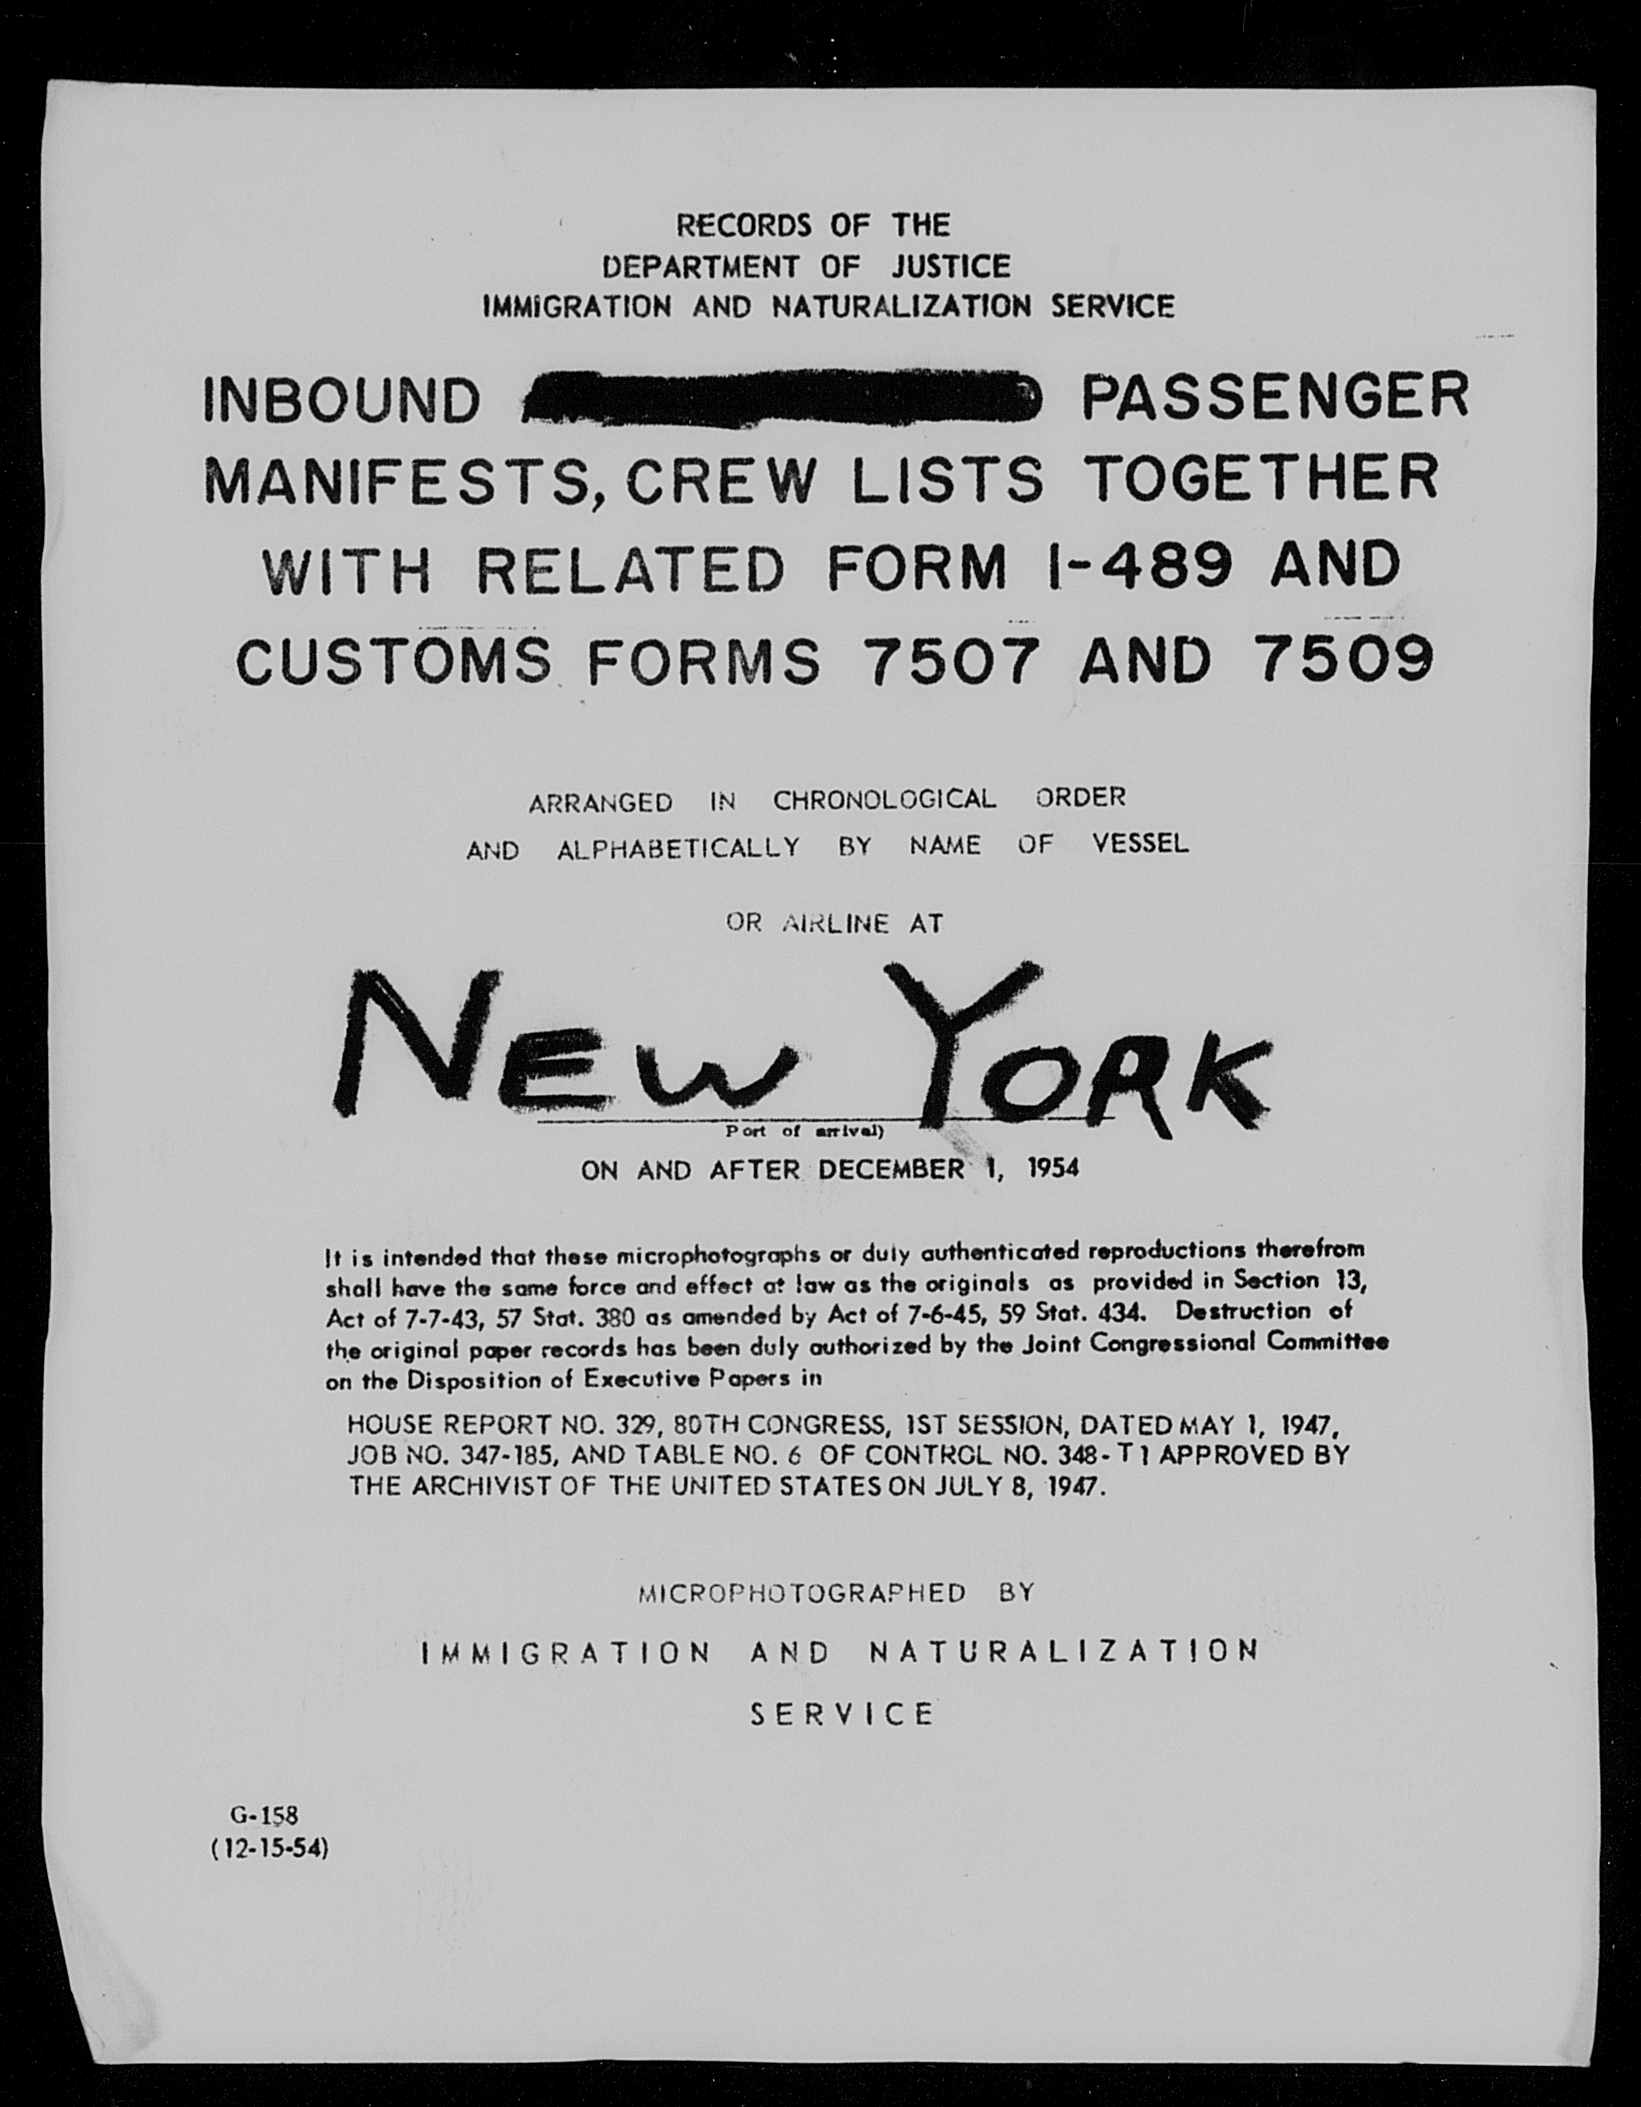 RECORDS OF THE
DEPARTMENT OF JUSTICE
IMMIGRATION AND NATURALIZATION SERVICE
INBOUND PASSENGER
MANIFESTS, CREW LISTS TOGETHER
WITH RELATED FORM I-489 AND
CUSTOMS FORMS 7507 AND 7509
ARRANGED IN CHRONOLOGICAL ORDER
AND ALPHABETICALLY BY NAME OF VESSEL
OR AIRLINE AT
NEW YORK
Port of arrival)
ON AND AFTER DECEMBER 1, 1954
It is intended that these microphotographs or duly authenticated reproductions therefrom
shall have the same force and effect at law as the originals as provided in Section 13,
Act of 7-7-43, 57 Stat. 380 as amended by Act of 7-6-45, 59 Stat. 434. Destruction of
the original paper records has been duly authorized by the Joint Congressional Committee
on the Disposition of Executive Papers in
HOUSE REPORT NO. 329, 80TH CONGRESS, 1ST SESSION, DATED MAY 1, 1947,
JOB NO. 347-185, AND TABLE NO. 6 OF CONTROL NO. 348-T1 APPROVED BY
THE ARCHIVIST OF THE UNITED STATES ON JULY 8, 1947.
MICROPHOTOGRAPHED BY
IMMIGRATION AND NATURALIZATION
SERVICE
G-158
(12-15-54)